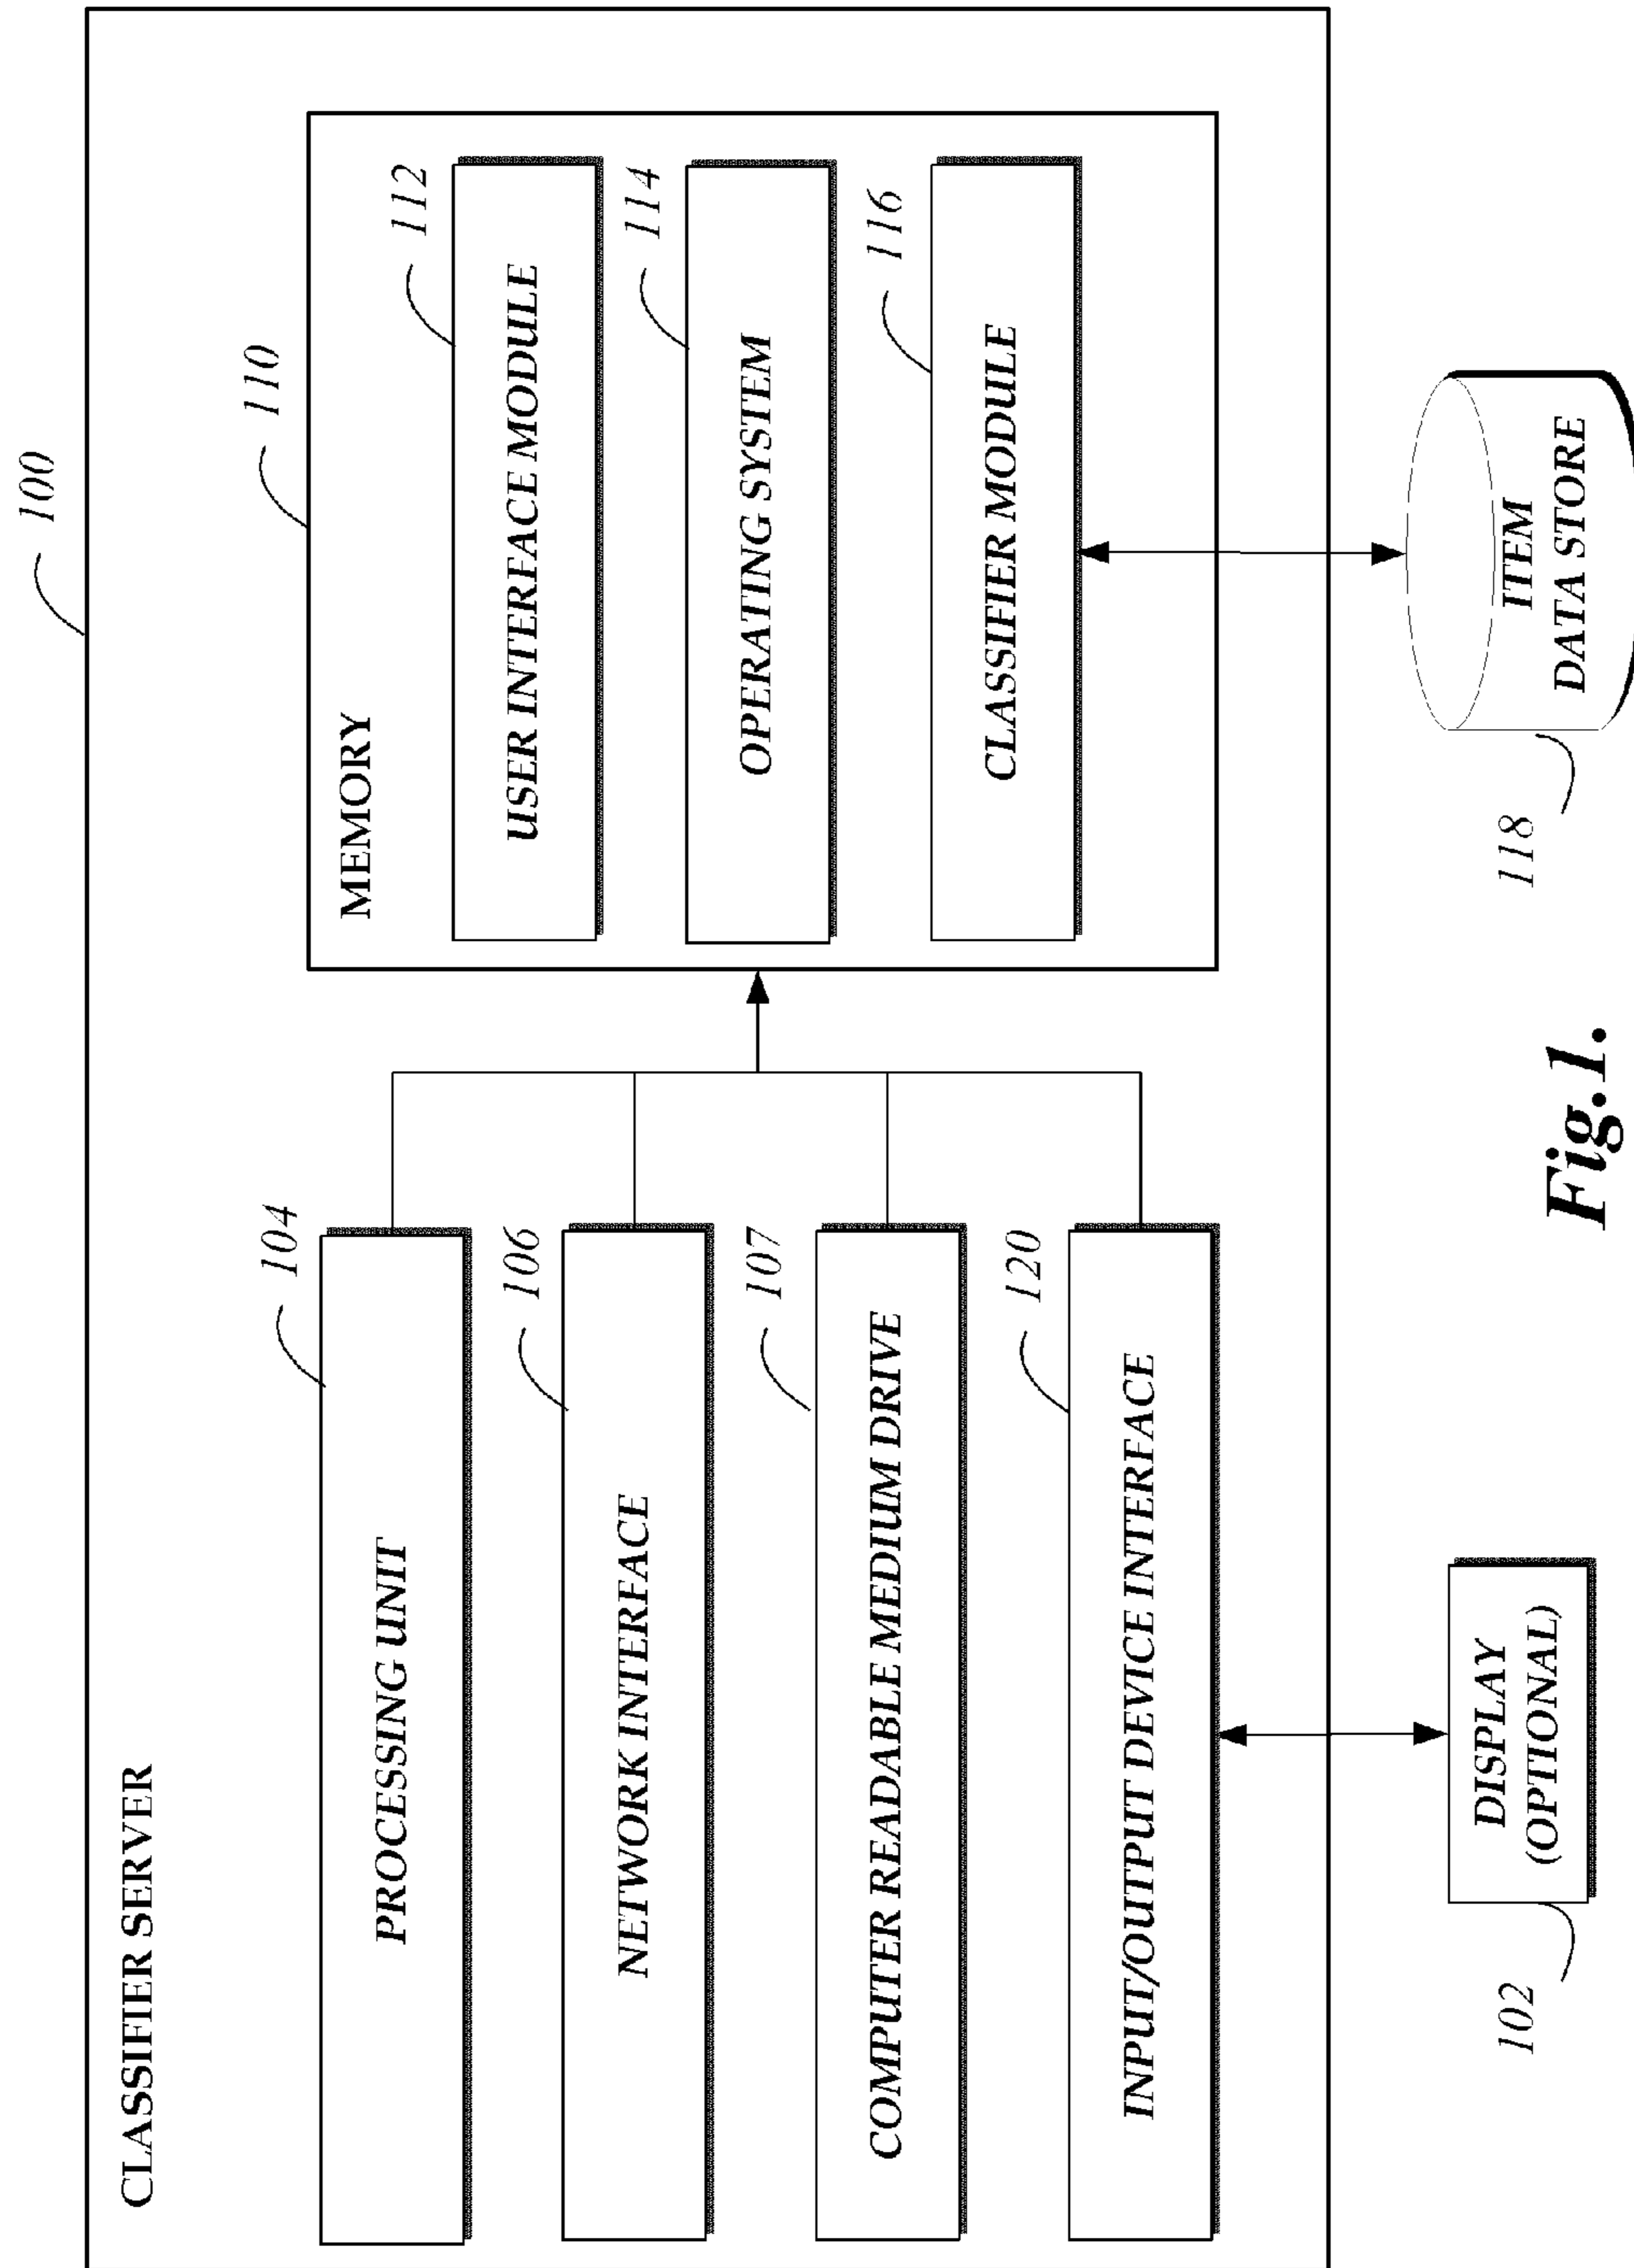 100
CLASSIFIER SERVER
104
PROCESSING UNIT
106
NETWORK INTERFACE
107
COMPUTER READABLE MEDIUM DRIVE
120
INPUT/OUTPUT DEVICE INTERFACE
110
MEMORY
112
USER INTERFACE MODULE
114
OPERATING SYSTEM
116
CLASSIFIER MODULE
102
DISPLAY
(OPTIONAL)
118
ITEM
DATA STORE
Fig.1.